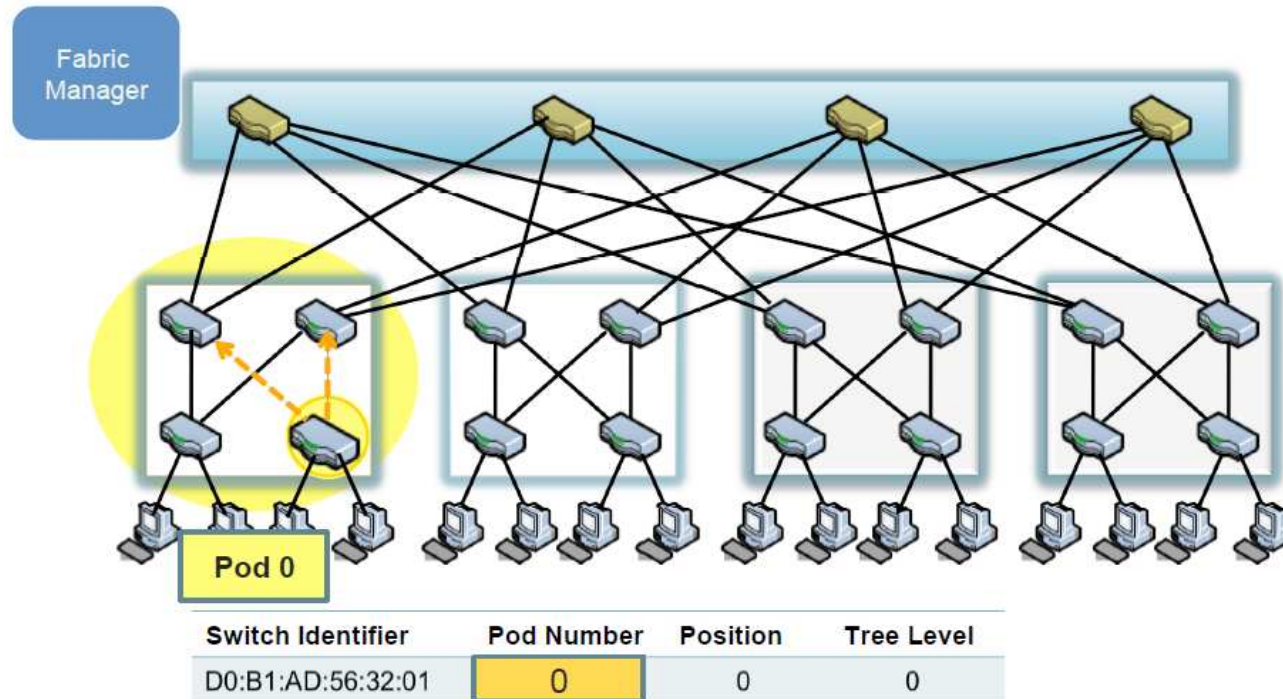 Fabric
Manager
Pod 0
Switch Identifier Pod Number Position Tree Level
D0:B1:AD:56:32:01 0 0 0